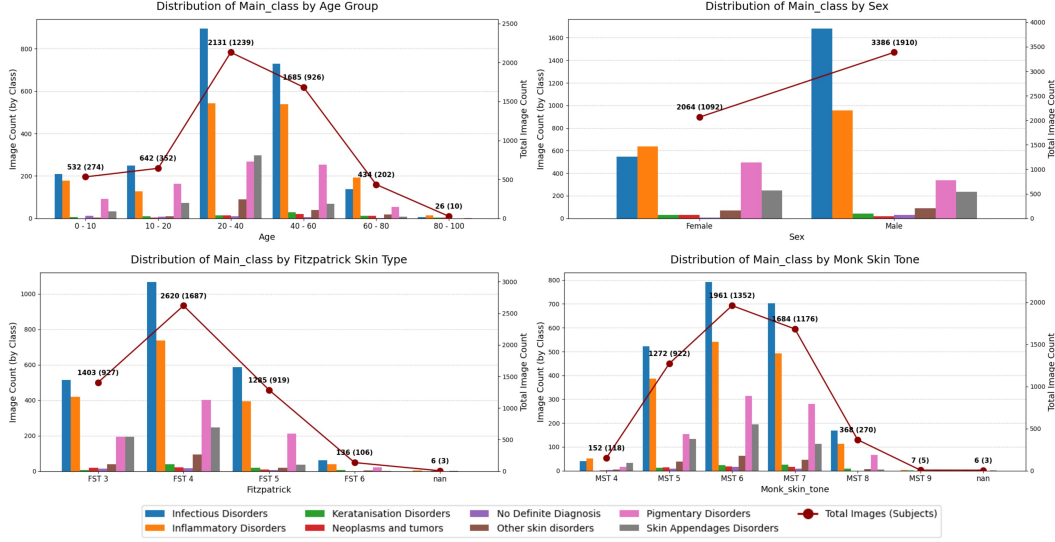 Distribution of Main_class by Age Group
Image Count (by Class)
800
600
400
200
0
2500
2000
1500
1000
500
0
Total Image Count
532 (274)
642 (352)
2131 (1239)
1685 (926)
434 (202)
26 (10)
0 - 10
10 - 20
20 - 40
40 - 60
60 - 80
80 - 100
Age
Distribution of Main_class by Sex
Image Count (by Class)
1600
1400
1200
1000
800
600
400
200
0
4000
3500
3000
2500
2000
1500
1000
500
0
Total Image Count
2064 (1092)
3386 (1910)
Female
Male
Sex
Distribution of Main_class by Fitzpatrick Skin Type
Image Count (by Class)
1000
800
600
400
200
0
3000
2500
2000
1500
1000
500
0
Total Image Count
1403 (927)
2620 (1687)
1285 (919)
136 (106)
6 (3)
FST 3
FST 4
FST 5
FST 6
nan
Fitzpatrick
Distribution of Main_class by Monk Skin Tone
Image Count (by Class)
800
700
600
500
400
300
200
100
0
2000
1500
1000
500
0
Total Image Count
152 (118)
1272 (922)
1961 (1352)
1684 (1176)
368 (270)
7 (5)
6 (3)
MST 4
MST 5
MST 6
MST 7
MST 8
MST 9
nan
Monk_skin_tone
Infectious Disorders
Inflammatory Disorders
Keratanisation Disorders
Neoplasms and tumors
No Definite Diagnosis
Other skin disorders
Pigmentary Disorders
Skin Appendages Disorders
Total Images (Subjects)